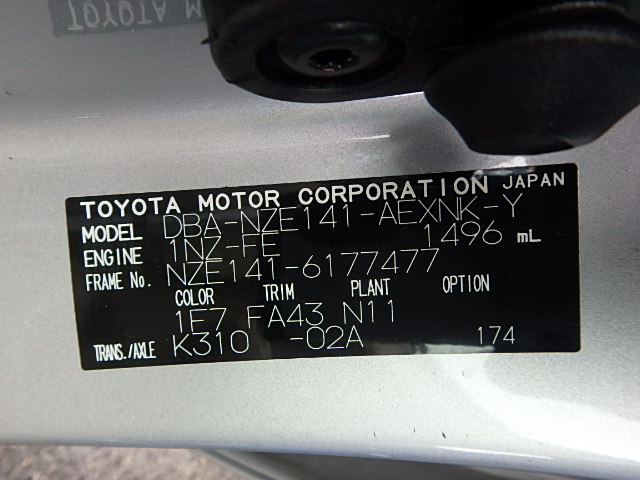 TOYOTA MOTOR CORPORATION JAPAN
MODEL DBA-NZE141-AEXNK-Y
ENGINE 1NZ-FE 1496 mL
FRAME No. NZE141-6177477
COLOR TRIM PLANT OPTION
1F7 FA43 N11
TRANS./AXLE K310 -02A 174